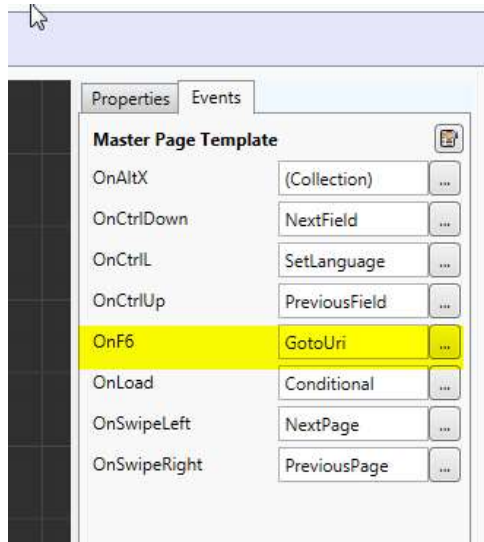 Properties Events
Master Page Template
OnAltX (Collection) ...
OnCtrlDown NextField ...
OnCtrlL SetLanguage ...
OnCtrlUp PreviousField ...
OnF6 GotoUri ...
OnLoad Conditional ...
OnSwipeLeft NextPage ...
OnSwipeRight PreviousPage ...